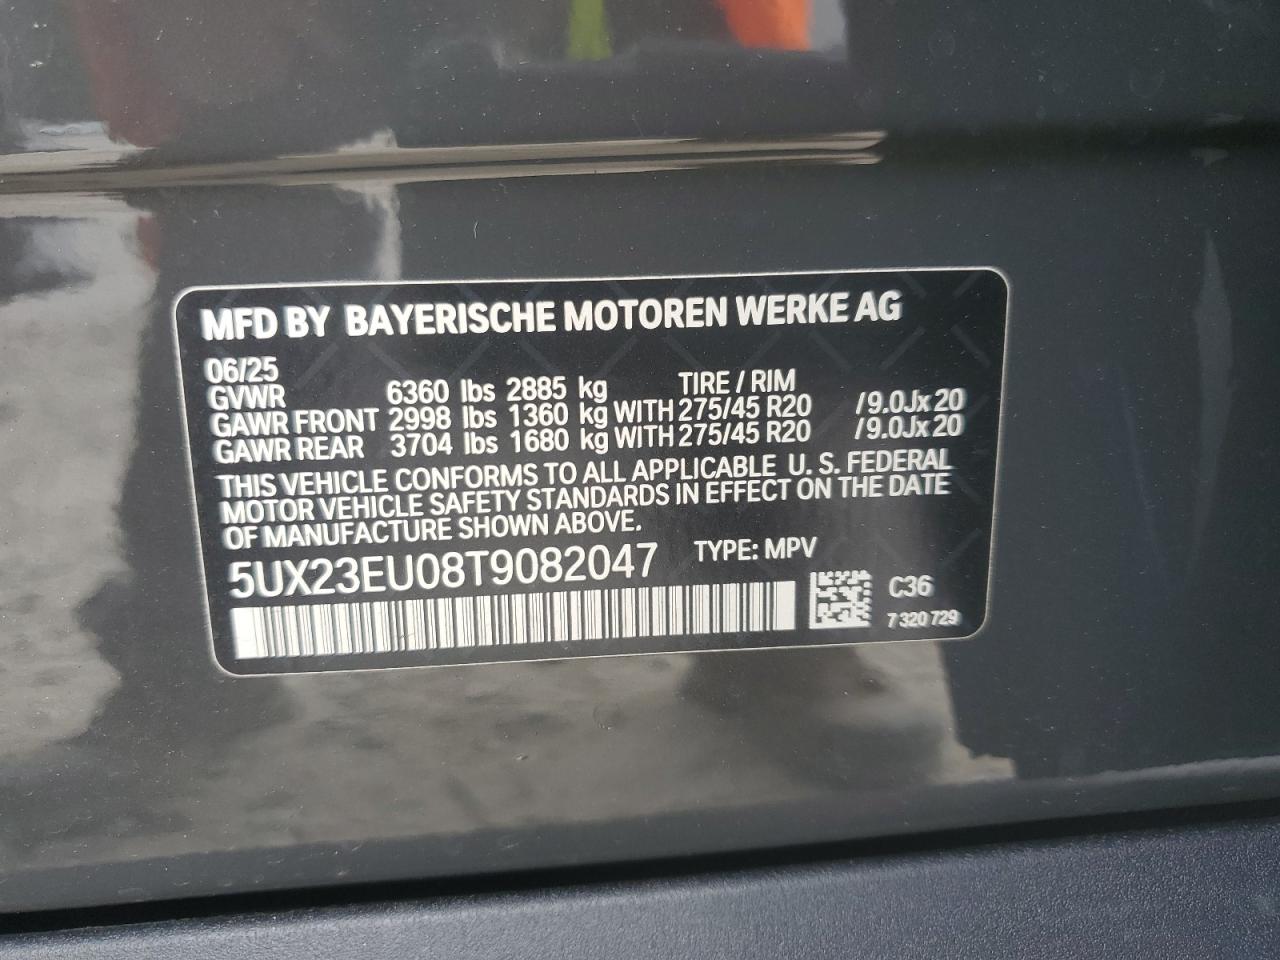 MFD BY BAYERISCHE MOTOREN WERKE AG
06/25
GVWR 6360 lbs 2885 kg TIRE / RIM
GAWR FRONT 2998 lbs 1360 kg WITH 275/45 R20 /9.0Jx20
GAWR REAR 3704 lbs 1680 kg WITH 275/45 R20 /9.0Jx20
THIS VEHICLE CONFORMS TO ALL APPLICABLE U. S. FEDERAL
MOTOR VEHICLE SAFETY STANDARDS IN EFFECT ON THE DATE
OF MANUFACTURE SHOWN ABOVE.
5UX23EU08T9082047 TYPE: MPV
C36
7 320 729